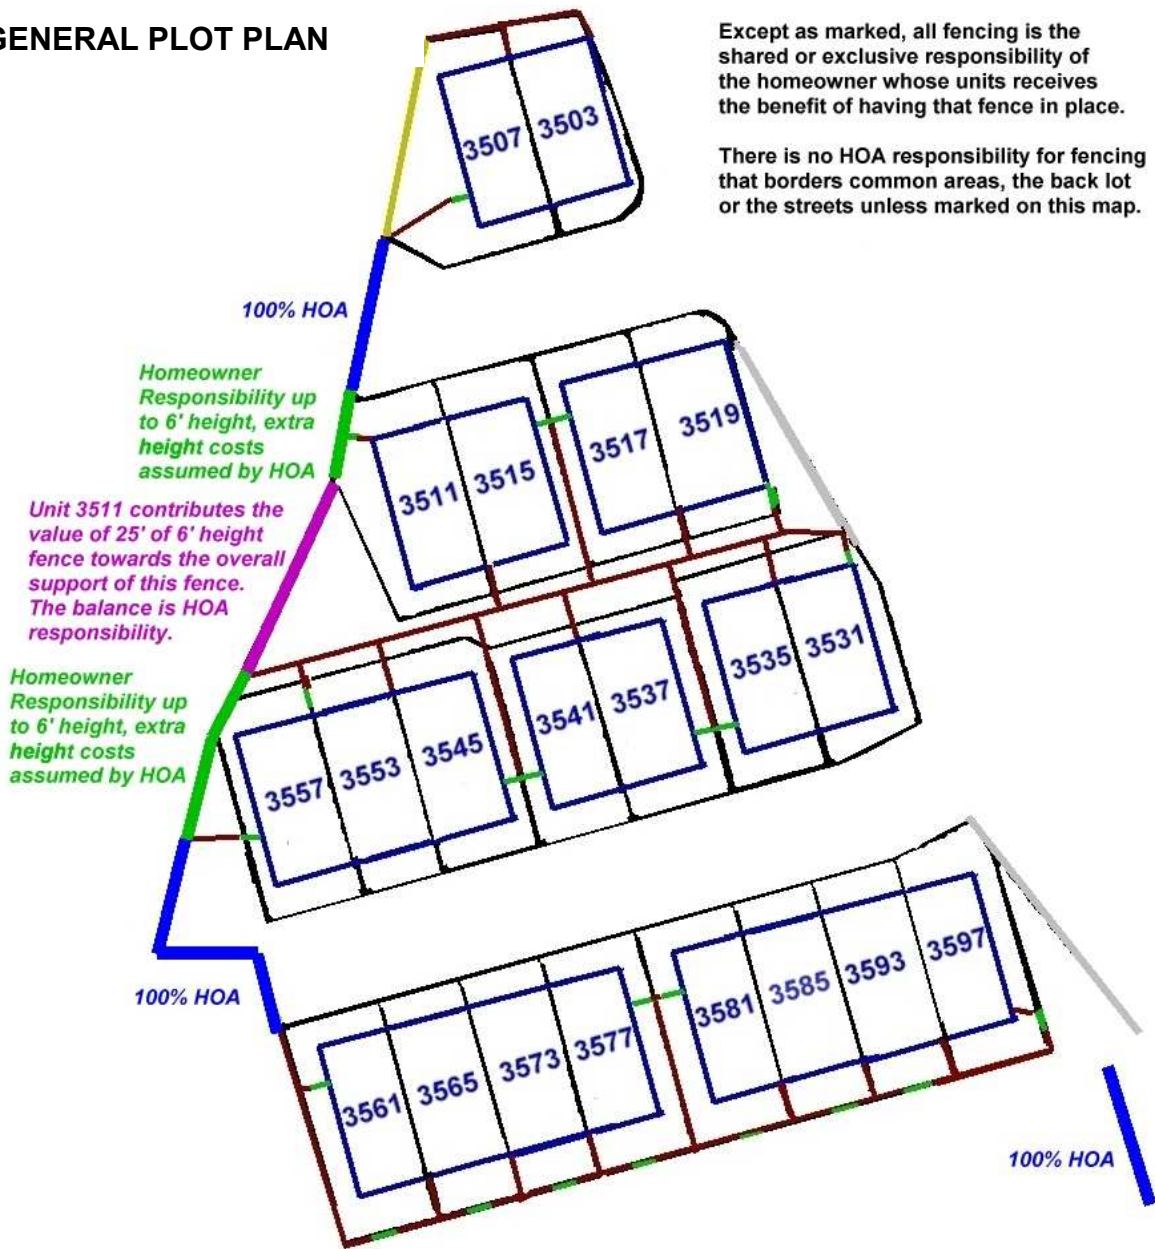 GENERAL PLOT PLAN
Except as marked, all fencing is the
shared or exclusive responsibility of
the homeowner whose units receives
the benefit of having that fence in place.
There is no HOA responsibility for fencing
that borders common areas, the back lot
or the streets unless marked on this map.
3507
3503
100% HOA
Homeowner
Responsibility up
to 6' height, extra
height costs
assumed by HOA
3511
3515
3517
3519
Unit 3511 contributes the
value of 25' of 6' height
fence towards the overall
support of this fence.
The balance is HOA
responsibility.
Homeowner
Responsibility up
to 6' height, extra
height costs
assumed by HOA
3557
3553
3545
3541
3537
3535
3531
100% HOA
3561
3565
3573
3577
3581
3585
3593
3597
100% HOA